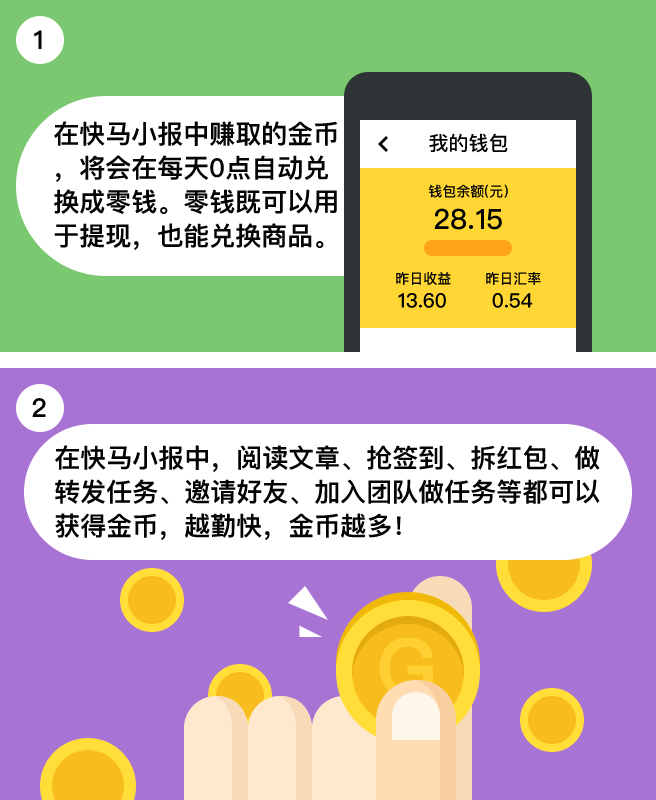 1
在快马小报中赚取的金币
，将会在每天0点自动兑
换成零钱。零钱既可以用
于提现，也能兑换商品。
我的钱包
钱包余额(元)
28.15
昨日收益 昨日汇率
13.60 0.54
2
在快马小报中，阅读文章、抢签到、拆红包、做
转发任务、邀请好友、加入团队做任务等都可以
获得金币，越勤快，金币越多！
G